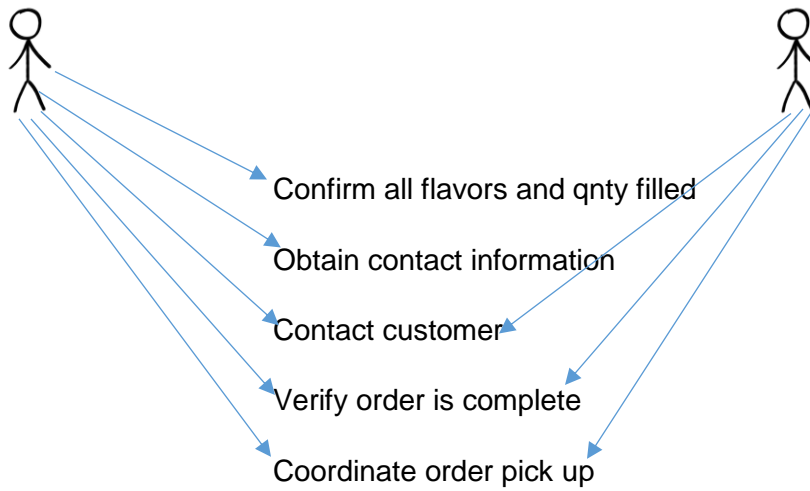 Confirm all flavors and qnty filled
Obtain contact information
Contact customer
Verify order is complete
Coordinate order pick up